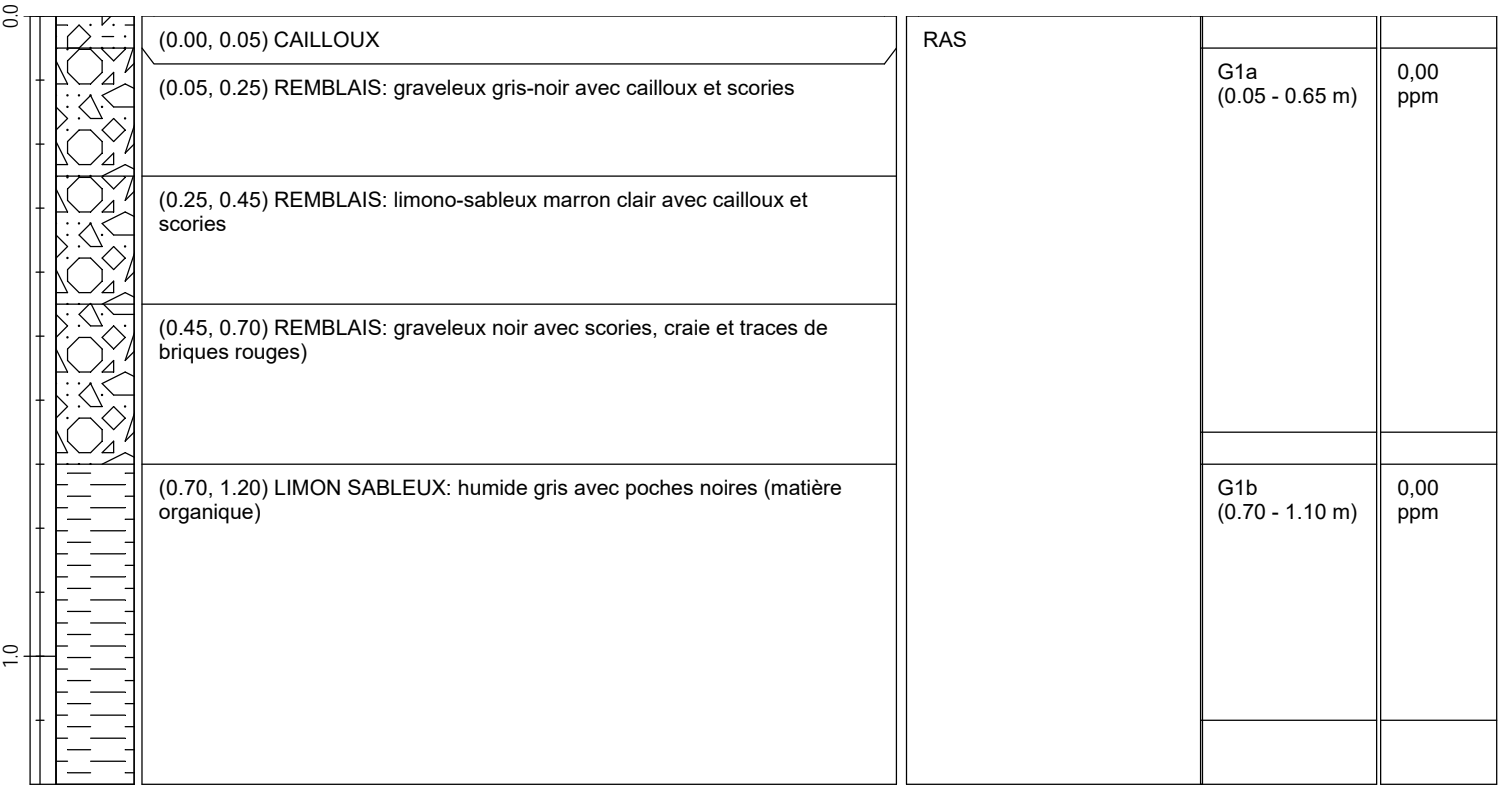 0.0
(0.00, 0.05) CAILLOUX
RAS
(0.05, 0.25) REMBLAIS: graveleux gris-noir avec cailloux et scories
G1a
(0.05 - 0.65 m)
0,00
ppm
(0.25, 0.45) REMBLAIS: limono-sableux marron clair avec cailloux et
scories
(0.45, 0.70) REMBLAIS: graveleux noir avec scories, craie et traces de
briques rouges)
(0.70, 1.20) LIMON SABLEUX: humide gris avec poches noires (matière
organique)
G1b
(0.70 - 1.10 m)
0,00
ppm
1.0